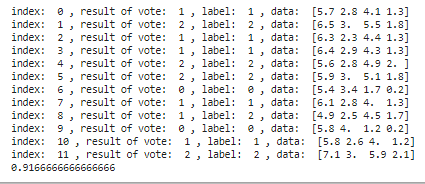 index:  0 , result of vote:  1 , label:  1 , data:  [5.7 2.8 4.1 1.3]
index:  1 , result of vote:  2 , label:  2 , data:  [6.5 3.  5.5 1.8]
index:  2 , result of vote:  1 , label:  1 , data:  [6.3 2.3 4.4 1.3]
index:  3 , result of vote:  1 , label:  1 , data:  [6.4 2.9 4.3 1.3]
index:  4 , result of vote:  2 , label:  2 , data:  [5.6 2.8 4.9 2. ]
index:  5 , result of vote:  2 , label:  2 , data:  [5.9 3.  5.1 1.8]
index:  6 , result of vote:  0 , label:  0 , data:  [5.4 3.4 1.7 0.2]
index:  7 , result of vote:  1 , label:  1 , data:  [6.1 2.8 4.  1.3]
index:  8 , result of vote:  1 , label:  2 , data:  [4.9 2.5 4.5 1.7]
index:  9 , result of vote:  0 , label:  0 , data:  [5.8 4.  1.2 0.2]
index:  10 , result of vote:  1 , label:  1 , data:  [5.8 2.6 4.  1.2]
index:  11 , result of vote:  2 , label:  2 , data:  [7.1 3.  5.9 2.1]
0.9166666666666666